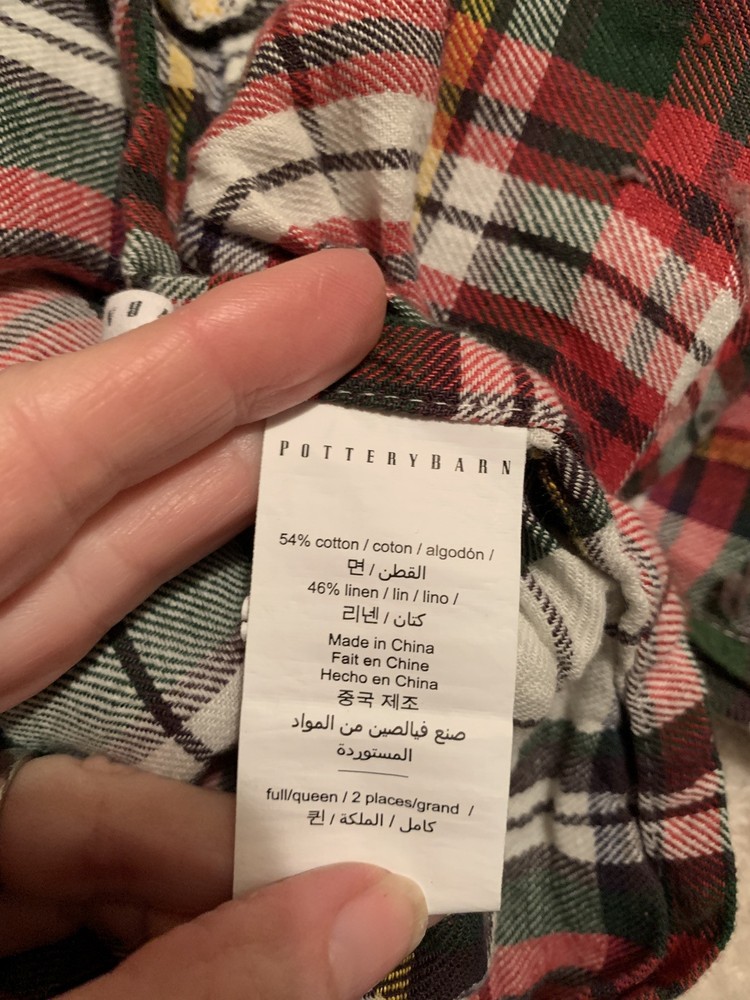 POTTERYBARN
54% cotton / coton / algodón /
면 / القطن
46% linen / lin / lino /
리넨 / كتان
Made in China
Fait en Chine
Hecho en China
중국 제조
صنع فيالصين من المواد
المستوردة
full/queen / 2 places/grand /
퀸 / الملكة / كامل